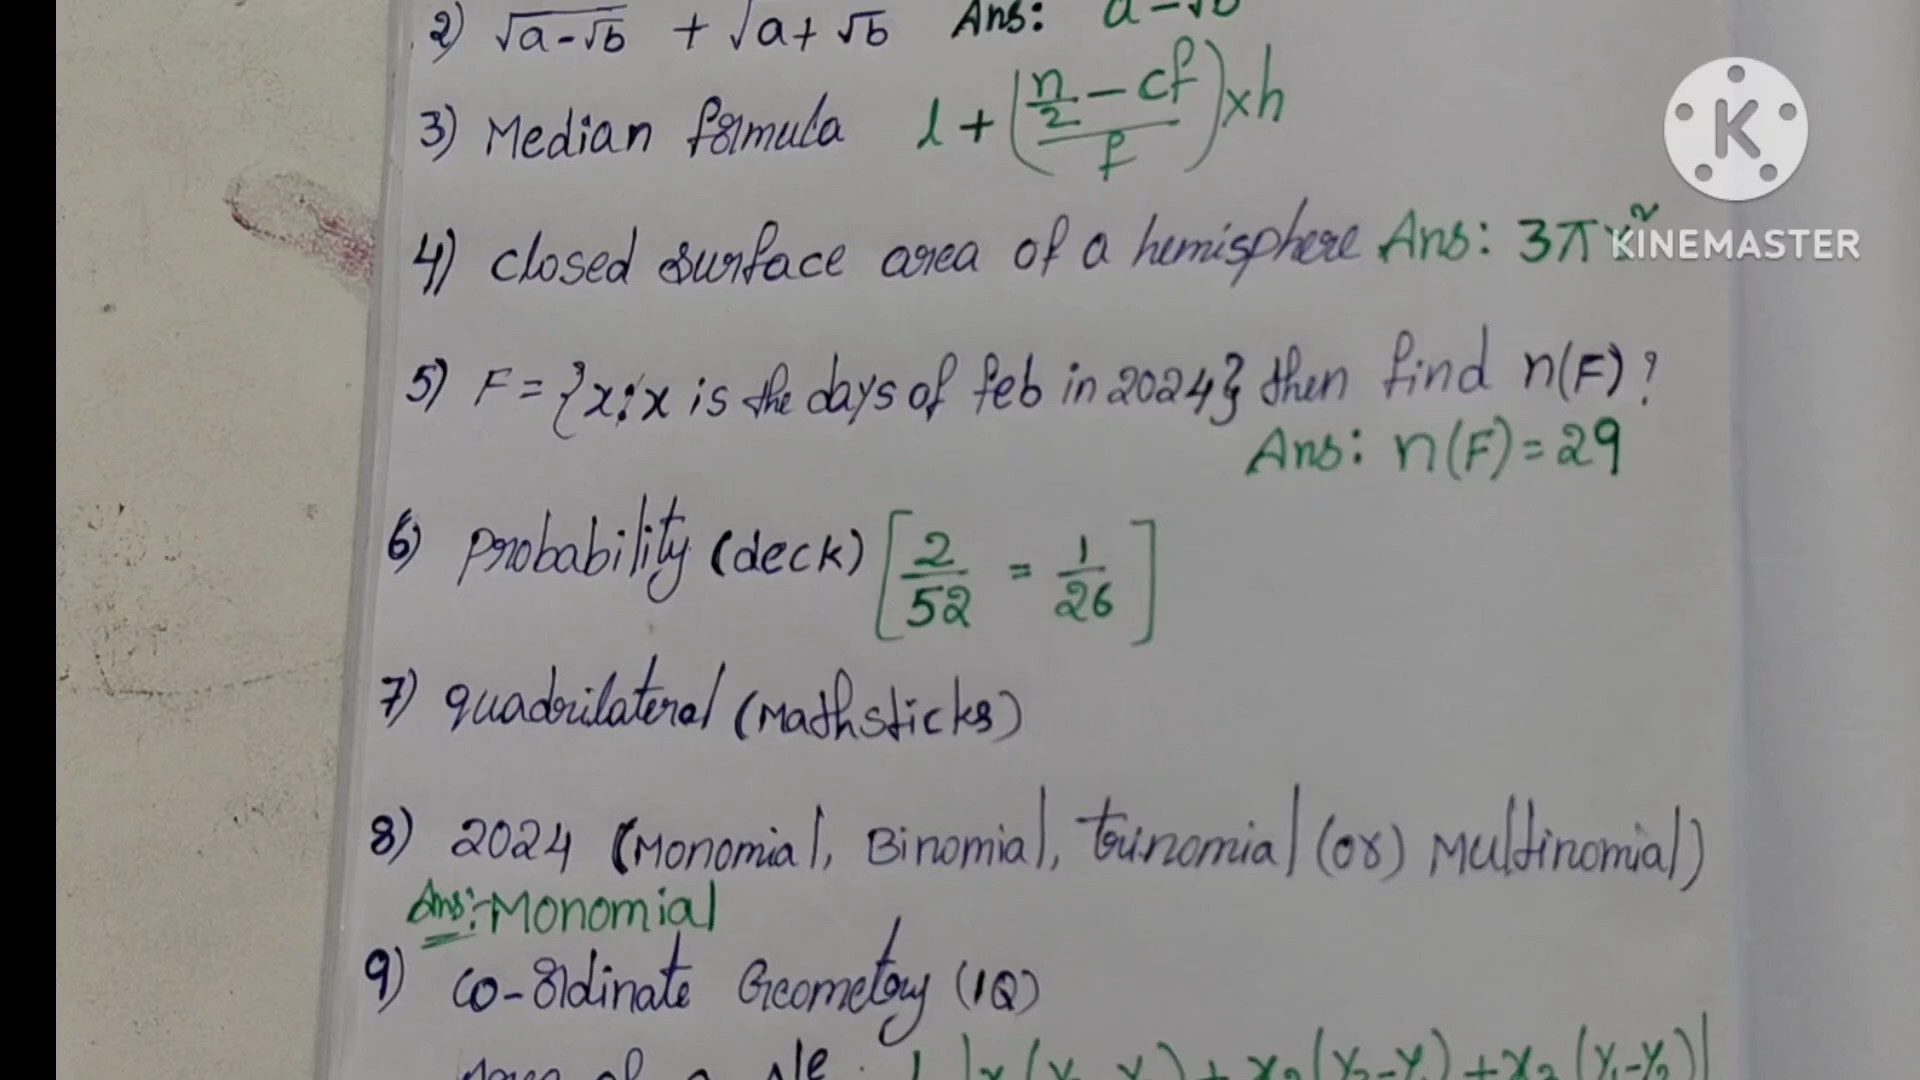 2) √a-√b + √a+√b Ans: a-√b
3) Median formula l + (n/2 - cf / f) x h
4) closed surface area of a hemisphere Ans: 3πr²
KINEMASTER
5) F = {x:x is the days of feb in 2024} then find n(F)?
Ans: n(F) = 29
6) probability (deck) [2/52 = 1/26]
7) quadrilateral (Mathsticks)
8) 2024 (Monomial, Binomial, trinomial (or) Multinomial)
Ans:- Monomial
9) co-ordinate Geometry (1Q)